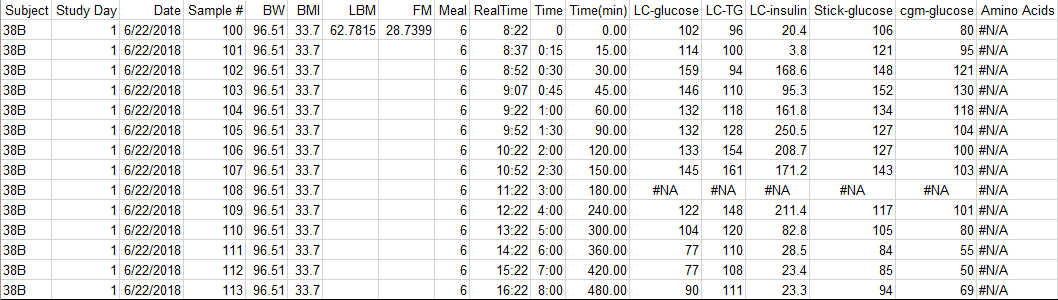 Subject Study Day Date Sample # BW BMI LBM FM Meal RealTime Time Time(min) LC-glucose LC-TG LC-insulin Stick-glucose cgm-glucose Amino Acids
38B 1 6/22/2018 100 96.51 33.7 62.7815 28.7399 6 8:22 0 0.00 102 96 20.4 106 80 #N/A
38B 1 6/22/2018 101 96.51 33.7 6 8:37 0:15 15.00 114 100 3.8 121 95 #N/A
38B 1 6/22/2018 102 96.51 33.7 6 8:52 0:30 30.00 159 94 168.6 148 121 #N/A
38B 1 6/22/2018 103 96.51 33.7 6 9:07 0:45 45.00 146 110 95.3 152 130 #N/A
38B 1 6/22/2018 104 96.51 33.7 6 9:22 1:00 60.00 132 118 161.8 134 118 #N/A
38B 1 6/22/2018 105 96.51 33.7 6 9:52 1:30 90.00 132 128 250.5 127 104 #N/A
38B 1 6/22/2018 106 96.51 33.7 6 10:22 2:00 120.00 133 154 208.7 127 100 #N/A
38B 1 6/22/2018 107 96.51 33.7 6 10:52 2:30 150.00 145 161 171.2 143 103 #N/A
38B 1 6/22/2018 108 96.51 33.7 6 11:22 3:00 180.00 #NA #NA #NA #NA #NA #N/A
38B 1 6/22/2018 109 96.51 33.7 6 12:22 4:00 240.00 122 148 211.4 117 101 #N/A
38B 1 6/22/2018 110 96.51 33.7 6 13:22 5:00 300.00 104 120 82.8 105 80 #N/A
38B 1 6/22/2018 111 96.51 33.7 6 14:22 6:00 360.00 77 110 28.5 84 55 #N/A
38B 1 6/22/2018 112 96.51 33.7 6 15:22 7:00 420.00 77 108 23.4 85 50 #N/A
38B 1 6/22/2018 113 96.51 33.7 6 16:22 8:00 480.00 90 111 23.3 94 69 #N/A